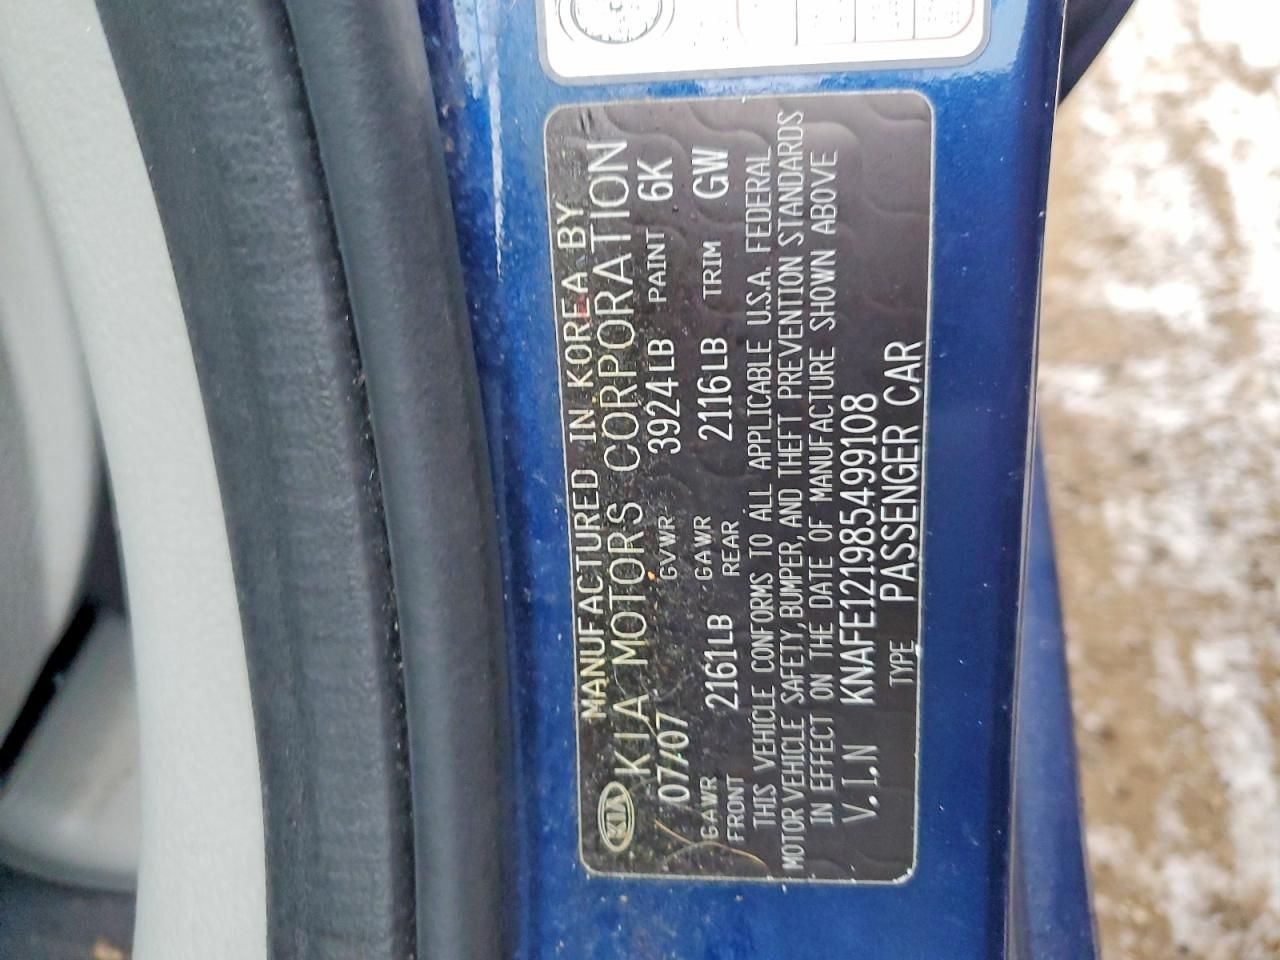 KIA
MANUFACTURED IN KOREA BY
KIA MOTORS CORPORATION
07/07 GVWR 3924LB PAINT 6K
GAWR FRONT 2161LB GAWR REAR 2116LB TRIM GW
THIS VEHICLE CONFORMS TO ALL APPLICABLE U.S.A. FEDERAL
MOTOR VEHICLE SAFETY, BUMPER, AND THEFT PREVENTION STANDARDS
IN EFFECT ON THE DATE OF MANUFACTURE SHOWN ABOVE
V.I.N KNAFE121985499108
TYPE PASSENGER CAR